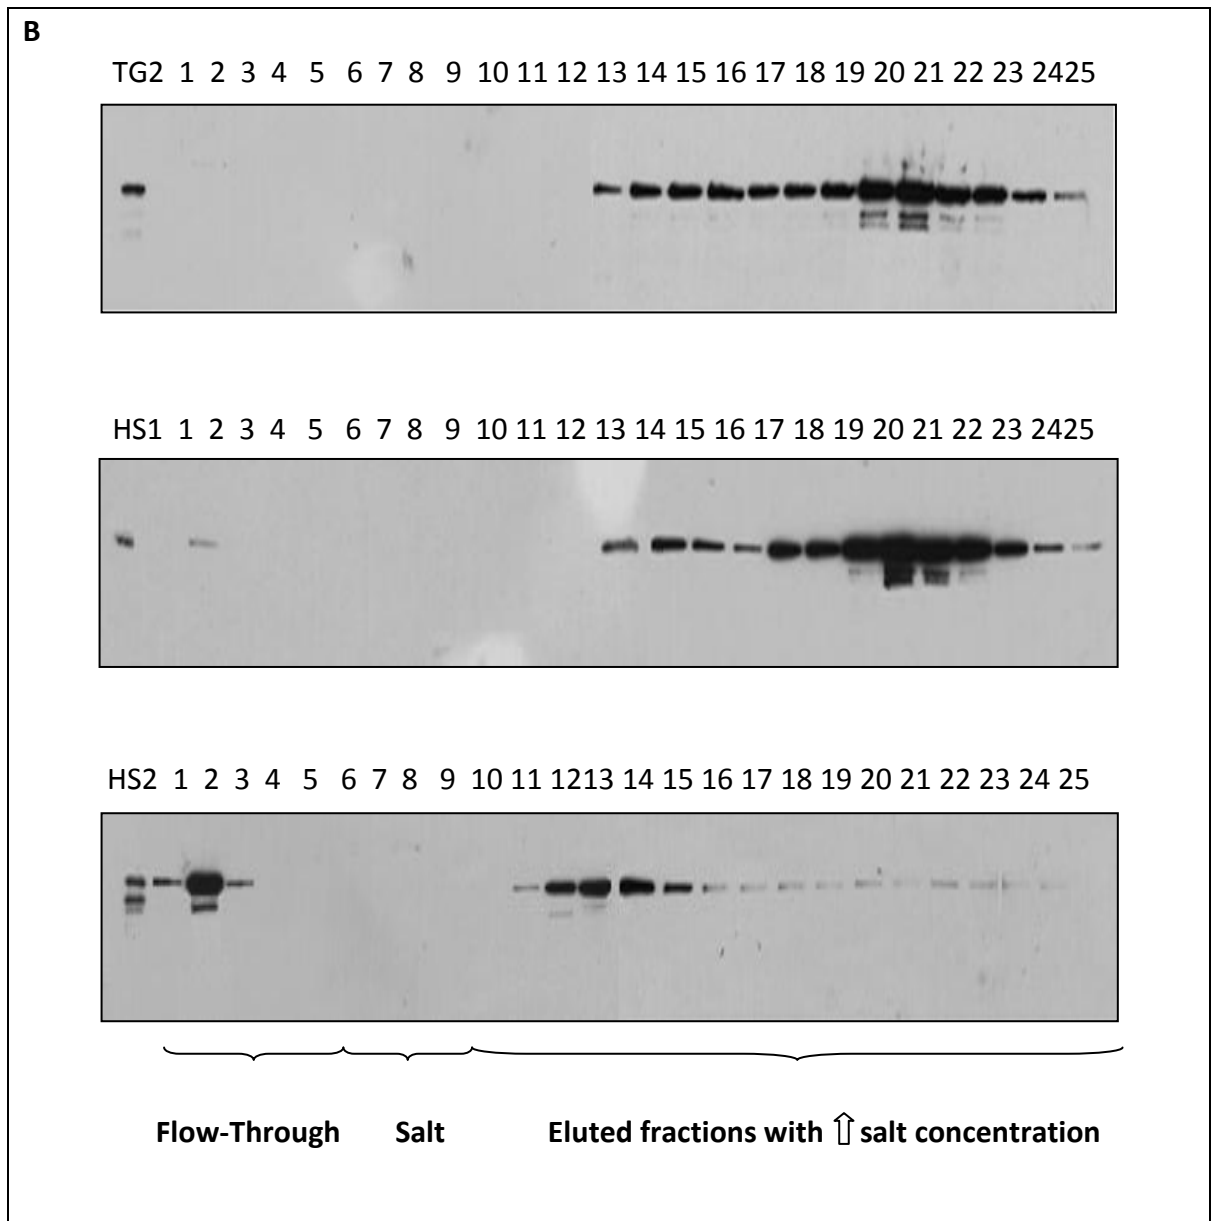 B
TG2 1 2 3 4 5 6 7 8 9 10 11 12 13 14 15 16 17 18 19 20 21 22 23 2425
HS1 1 2 3 4 5 6 7 8 9 10 11 12 13 14 15 16 17 18 19 20 21 22 23 2425
HS2 1 2 3 4 5 6 7 8 9 10 11 1213 14 15 16 17 18 19 20 21 22 23 24 25
Flow-Through Salt Eluted fractions with ⇧ salt concentration